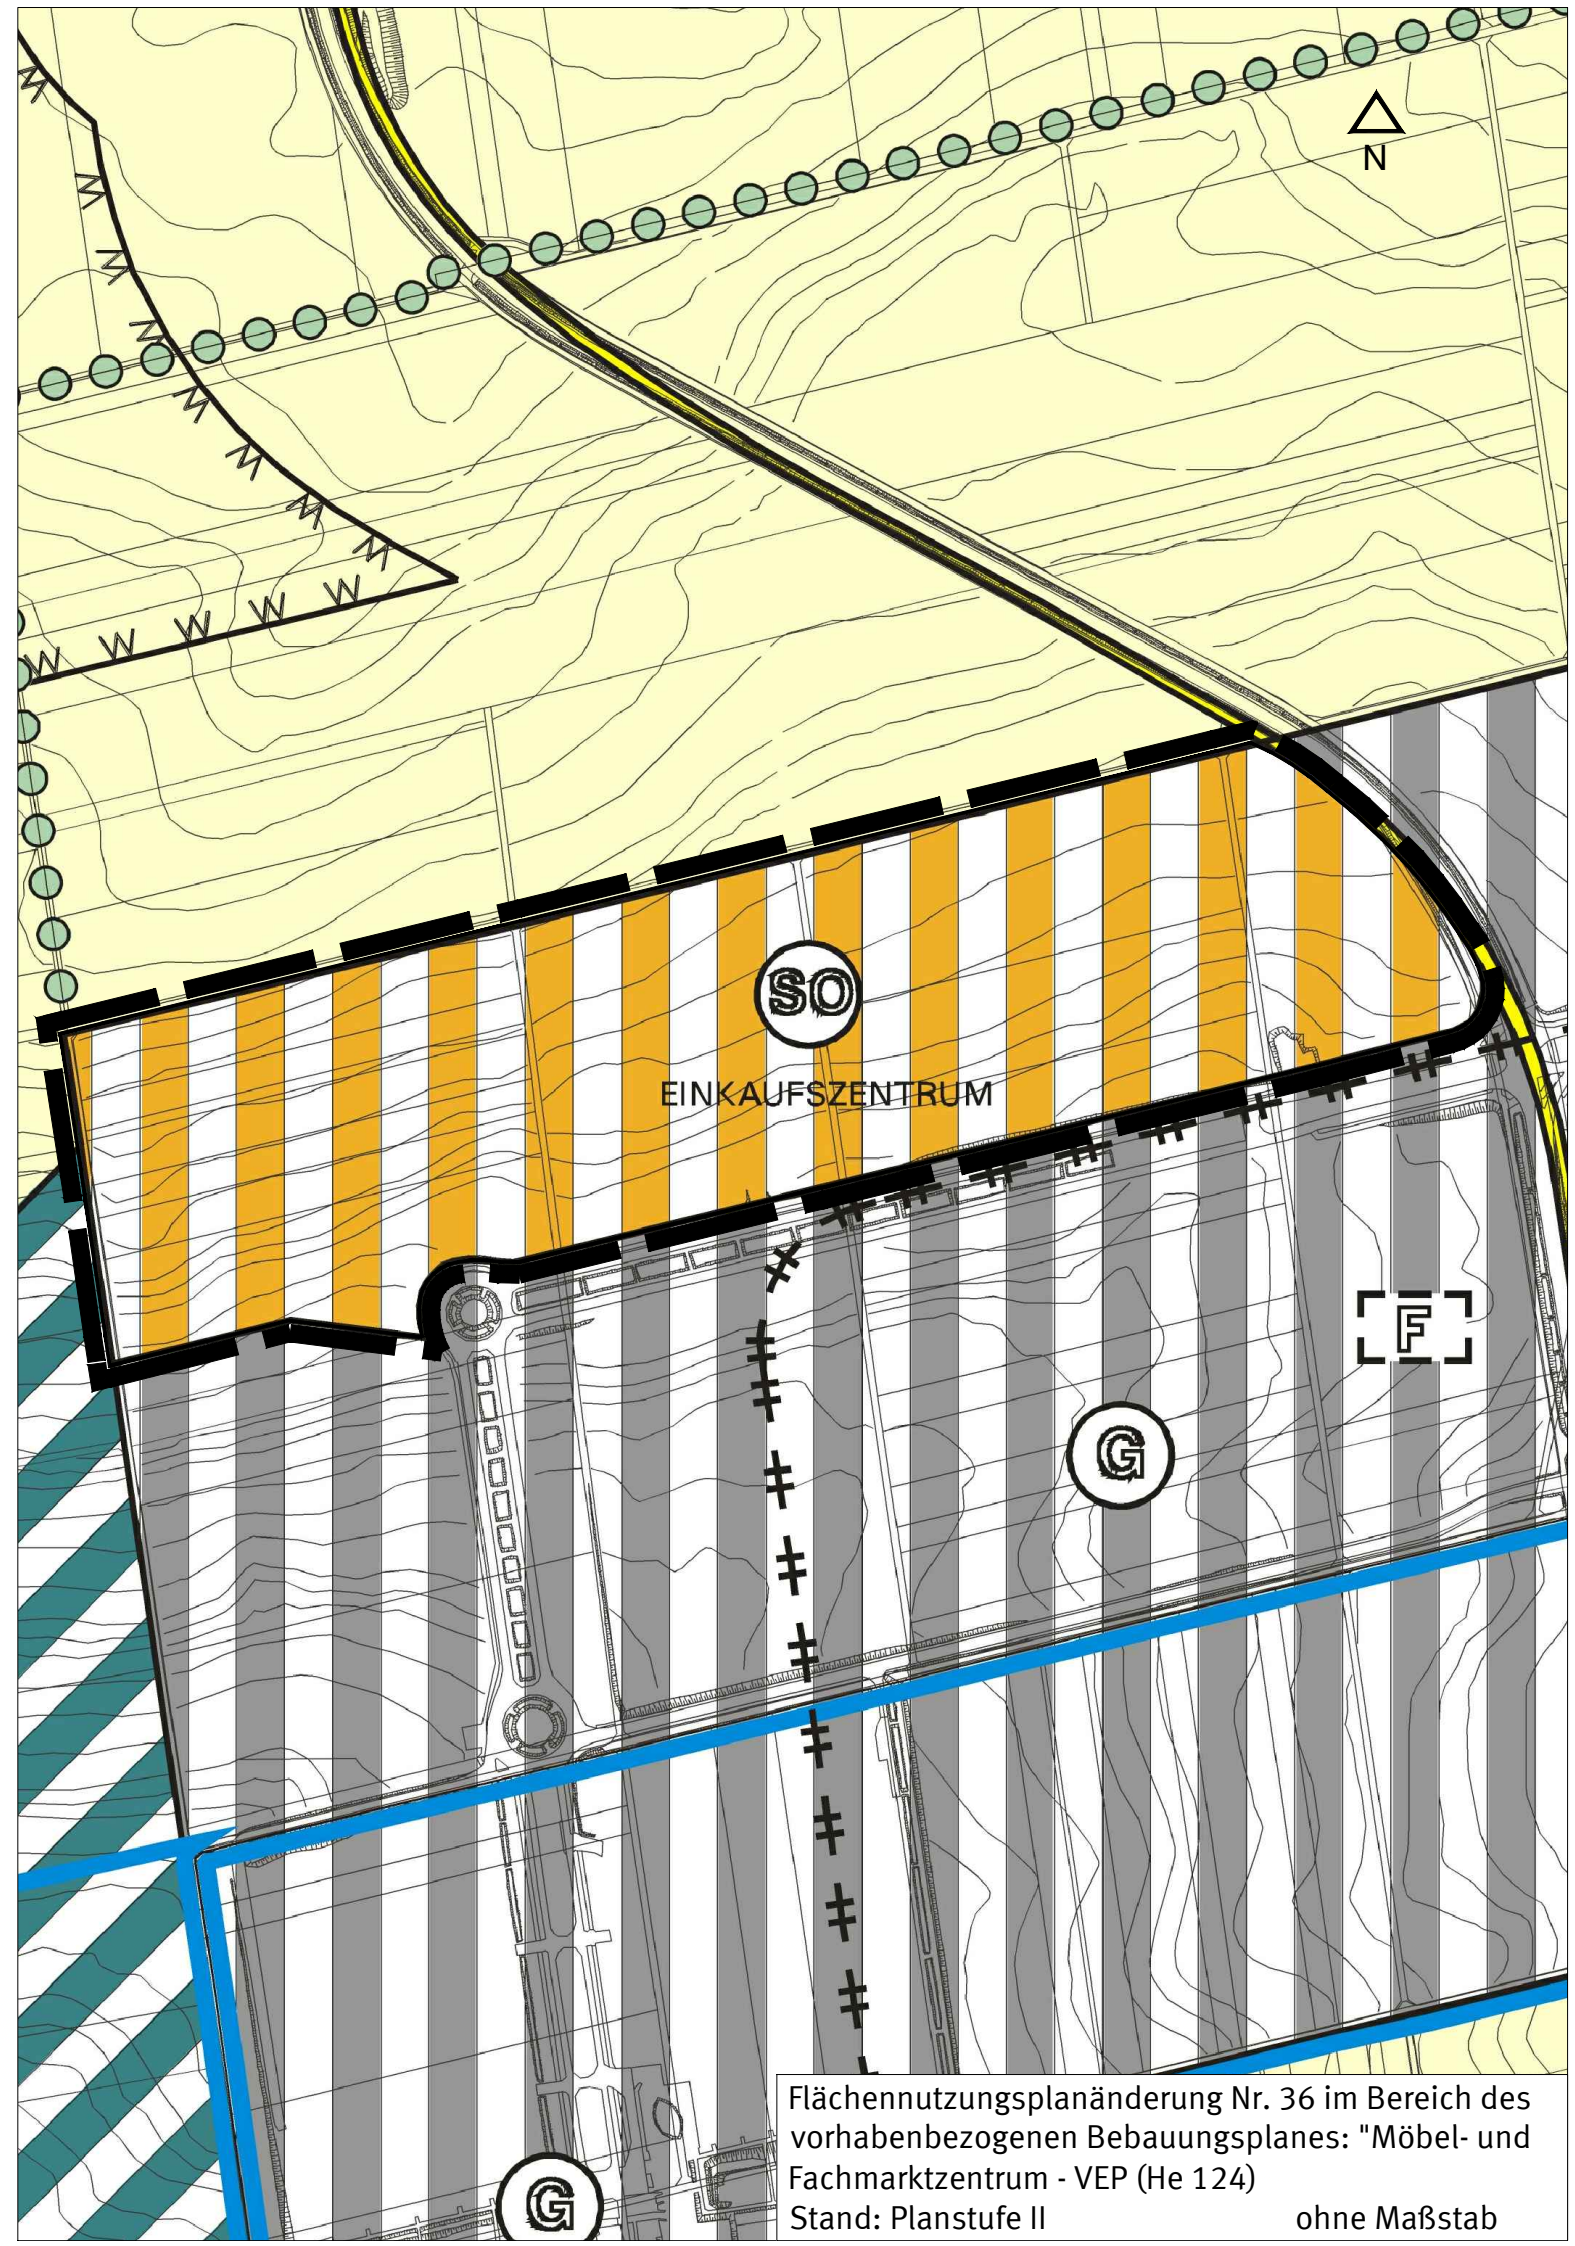 N
W W W W W
M M M M M M M M
SO
EINKAUFSZENTRUM
F
G
G
Flächennutzungsplanänderung Nr. 36 im Bereich des
vorhabenbezogenen Bebauungsplanes: "Möbel- und
Fachmarktzentrum - VEP (He 124)
Stand: Planstufe II ohne Maßstab